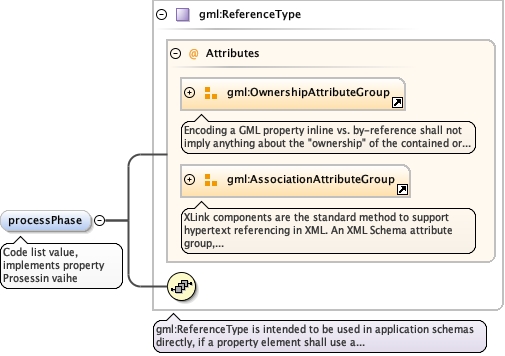 gml:ReferenceType
@ Attributes
gml:OwnershipAttributeGroup
Encoding a GML property inline vs. by-reference shall not
imply anything about the "ownership" of the contained or...
gml:AssociationAttributeGroup
XLink components are the standard method to support
hypertext referencing in XML. An XML Schema attribute
group,...
processPhase
Code list value,
implements property
Prosessin vaihe
gml:ReferenceType is intended to be used in application schemas
directly, if a property element shall use a...